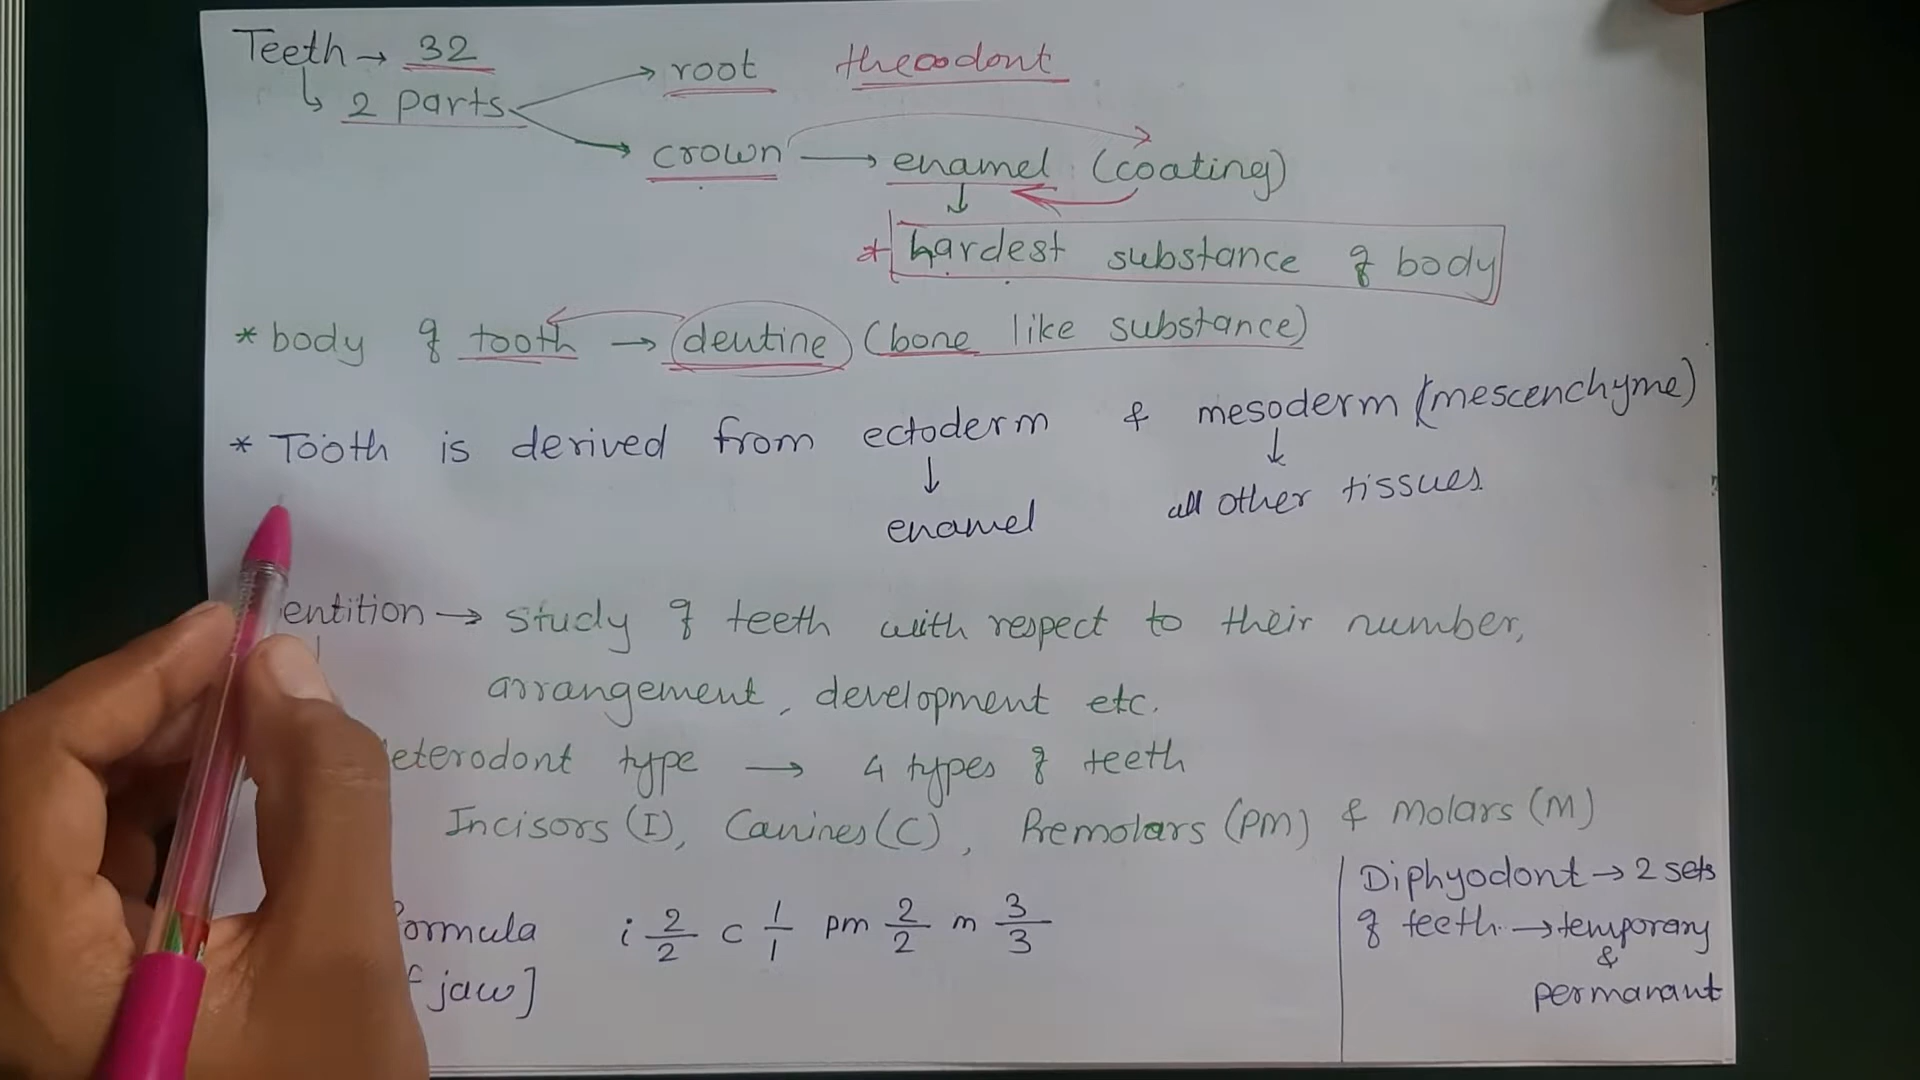 Teeth → 32
↳ 2 parts
root thecodont
crown → enamel (coating)
↓
* hardest substance of body
* body of tooth → dentine (bone like substance)
* Tooth is derived from ectoderm & mesoderm (mescenchyme)
↓ ↓
enamel all other tissues
entition → study of teeth with respect to their number,
arrangement, development etc.
eterodont type → 4 types of teeth
Incisors (I), Canines (C), Premolars (PM) & Molars (M)
ormula i 2/2 c 1/1 pm 2/2 m 3/3
f jaw]
Diphyodont → 2 sets
of teeth → temporary
&
permanant